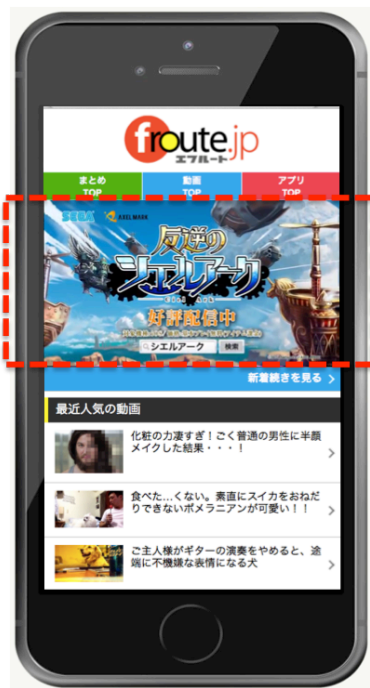 froute.jp
エフルート
まとめ
TOP
動画
TOP
アプリ
TOP
SEGA AXELMARK
反逆の
シエルアーク
好評配信中
シエルアーク 検索
新着続きを見る
最近人気の動画
化粧の力凄すぎ!ごく普通の男性に半顔
メイクした結果・・・!
食べた…くない。素直にスイカをおねだ
りできないポメラニアンが可愛い!!
ご主人様がギターの演奏をやめると、途
端に不機嫌な表情になる犬